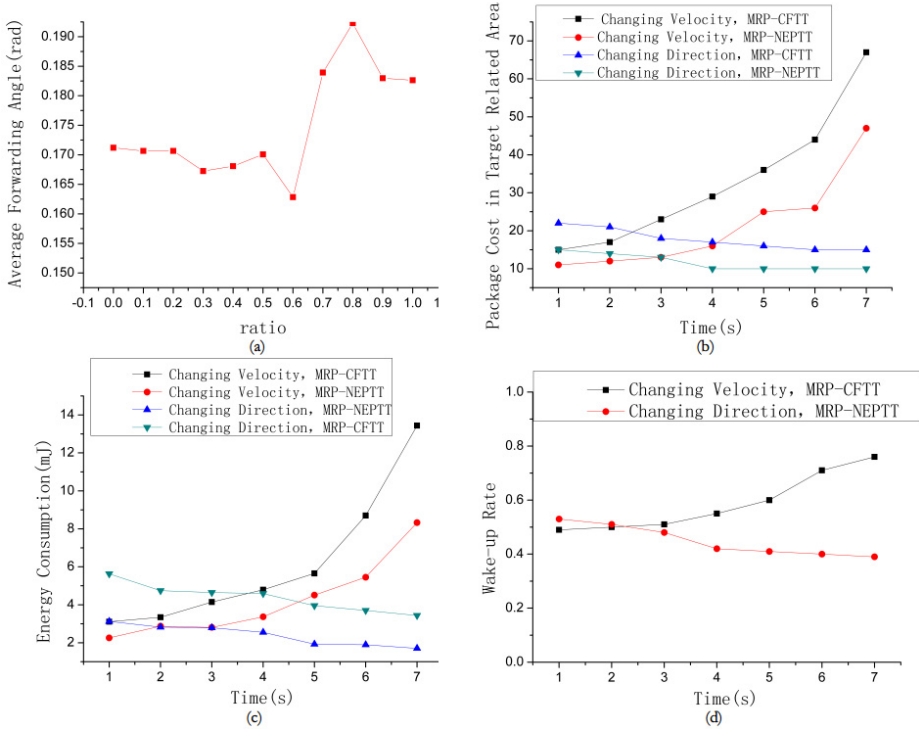 0.190
0.185
0.180
0.175
0.170
0.165
0.160
0.155
0.150
Average Forwarding Angle(rad)
-0.1 0.0 0.1 0.2 0.3 0.4 0.5 0.6 0.7 0.8 0.9 1.0 1
ratio
(a)
Changing Velocity, MRP-CFTT
Changing Velocity, MRP-NEPTT
Changing Direction, MRP-CFTT
Changing Direction, MRP-NEPTT
70
60
50
40
30
20
10
Package Cost in Target Related Area
1 2 3 4 5 6 7
Time(s)
(b)
Changing Velocity, MRP-CFTT
Changing Velocity, MRP-NEPTT
Changing Direction, MRP-NEPTT
Changing Direction, MRP-CFTT
14
12
10
8
6
4
2
Energy Consumption(mJ)
1 2 3 4 5 6 7
Time(s)
(c)
Changing Velocity, MRP-CFTT
Changing Direction, MRP-NEPTT
1.0
0.8
0.6
0.4
0.2
0.0
Wake-up Rate
1 2 3 4 5 6 7
Time(s)
(d)